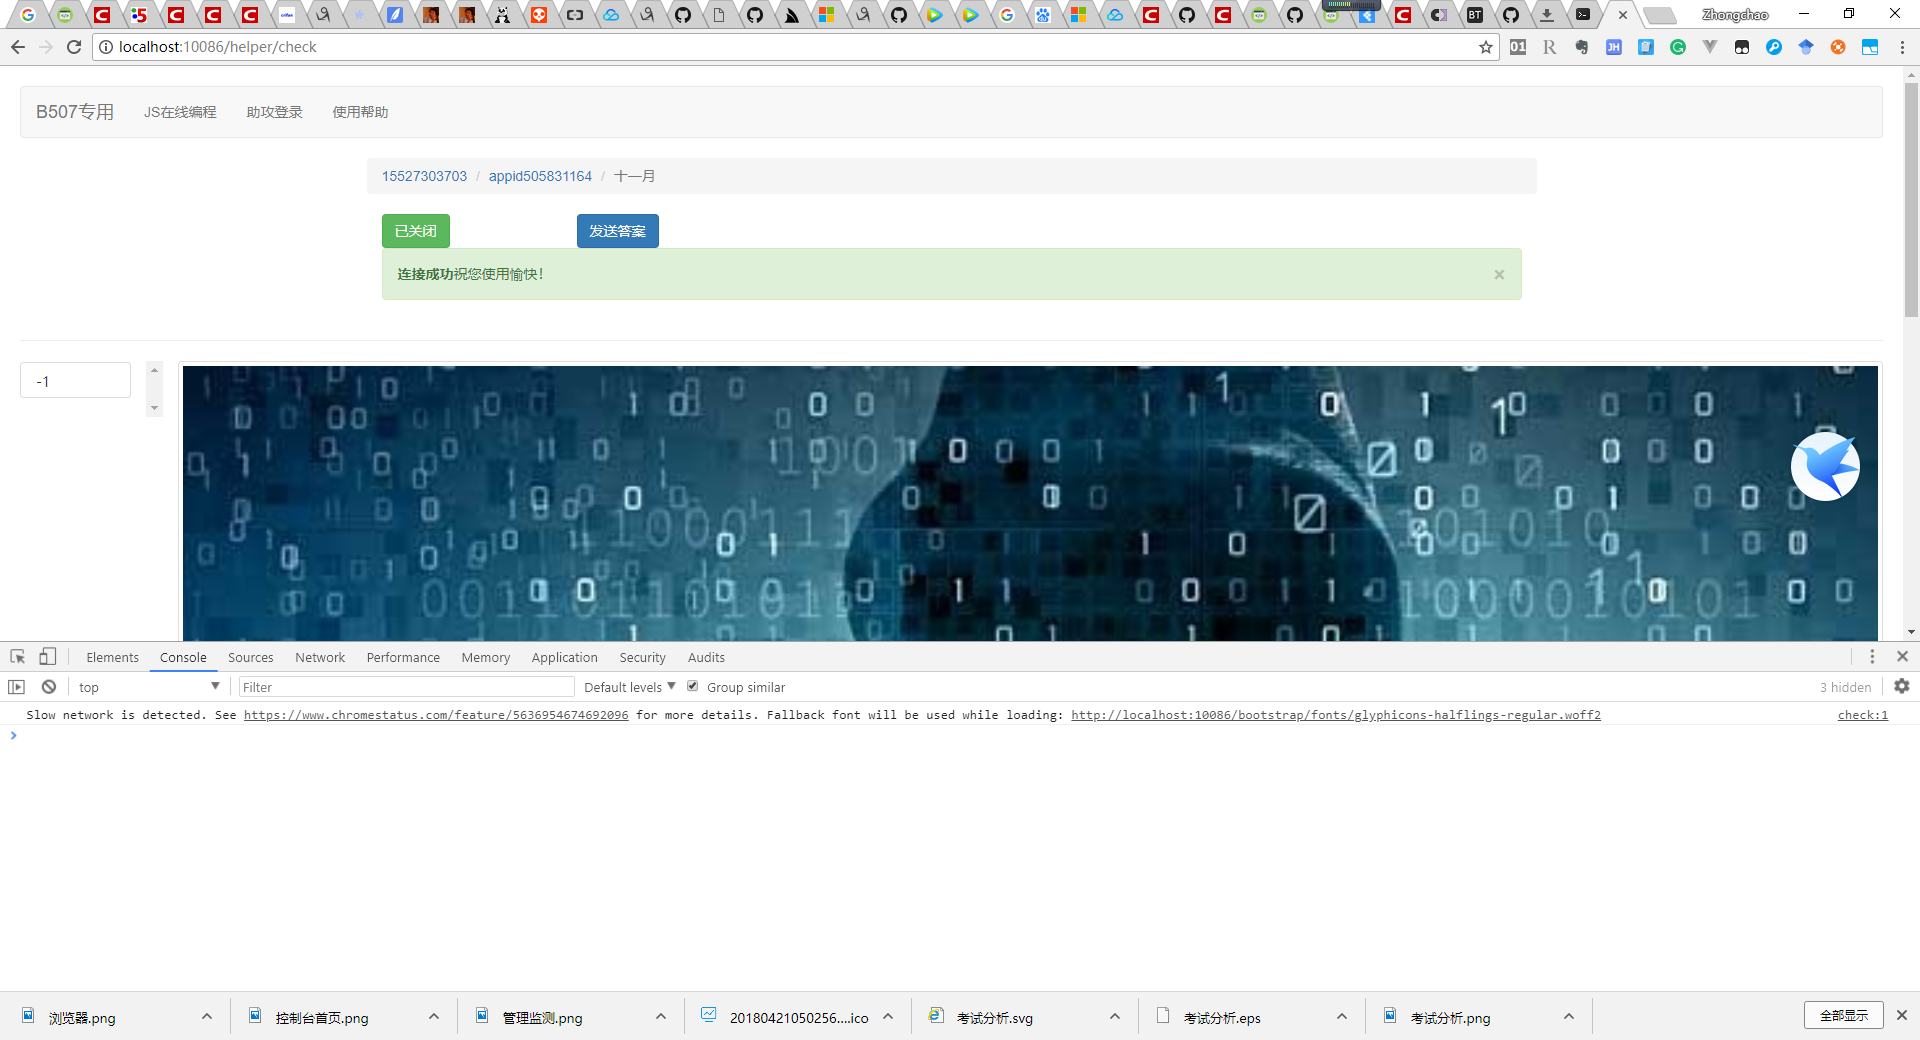 Zhongchao
localhost:10086/helper/check
B507专用 JS在线编程 助攻登录 使用帮助
15527303703 / appid505831164 / 十一月
已关闭 发送答案
连接成功祝您使用愉快!
×
-1
Elements Console Sources Network Performance Memory Application Security Audits
top Filter Default levels Group similar 3 hidden
Slow network is detected. See https://www.chromestatus.com/feature/5636954674692096 for more details. Fallback font will be used while loading: http://localhost:10086/bootstrap/fonts/glyphicons-halflings-regular.woff2 check:1
浏览器.png 控制台首页.png 管理监测.png 20180421050256....ico 考试分析.svg 考试分析.eps 考试分析.png 全部显示